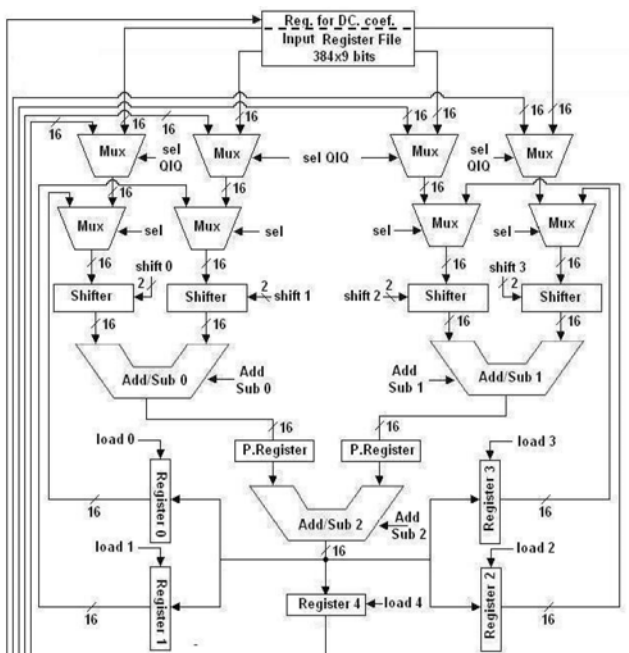 Reg. for DC. coef.
Input Register File
384x9 bits
16
16
16
16
16
16
16
16
Mux
sel
QIQ
Mux
sel QIQ
Mux
sel
QIQ
Mux
16
16
16
16
Mux
sel
Mux
sel
sel
Mux
Mux
16
shift 0
16
16
shift 3
16
2
2
Shifter
Shifter
2
shift 1
shift 2
2
Shifter
Shifter
16
16
16
16
Add/Sub 0
Add
Sub 0
Add
Sub 1
Add/Sub 1
16
16
load 0
P.Register
P.Register
load 3
Register 0
16
Add/Sub 2
Add
Sub 2
Register 3
16
load 1
16
load 2
Register 1
16
Register 4
load 4
Register 2
16